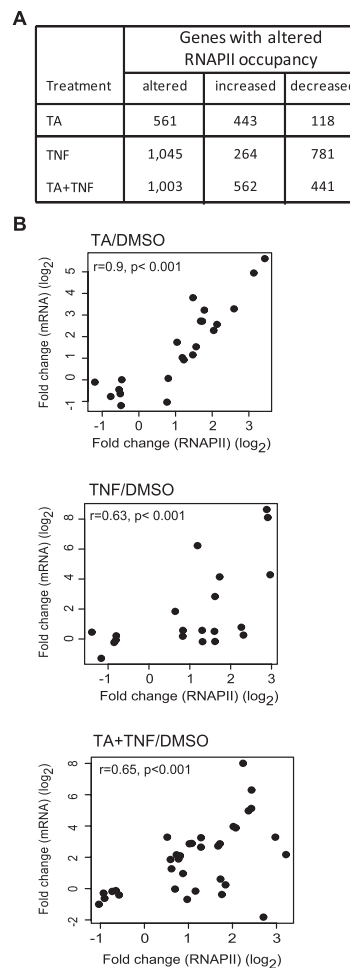 A
Genes with altered
RNAPII occupancy
Treatment altered increased decreased
TA 561 443 118
TNF 1,045 264 781
TA+TNF 1,003 562 441
B
TA/DMSO
r=0.9, p< 0.001
Fold change (mRNA) (log2)
5
4
3
2
1
0
-1
-1 0 1 2 3
Fold change (RNAPII) (log2)
TNF/DMSO
r=0.63, p< 0.001
Fold change (mRNA) (log2)
8
6
4
2
0
-1 0 1 2 3
Fold change (RNAPII) (log2)
TA+TNF/DMSO
r=0.65, p<0.001
Fold change (mRNA) (log2)
8
6
4
2
0
-2
-1 0 1 2 3
Fold change (RNAPII) (log2)